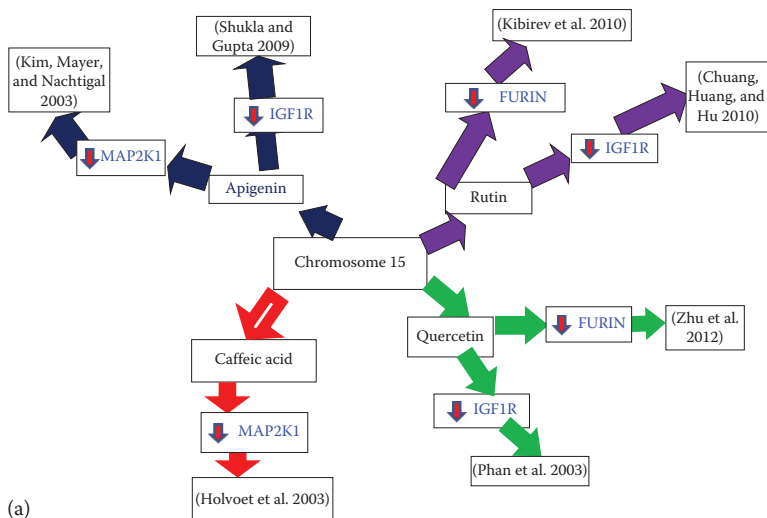 (Shukla and
Gupta 2009)
(Kibirev et al. 2010)
(Kim, Mayer,
and Nachtigal
2003)
(Chuang,
Huang, and
Hu 2010)
FURIN
IGF1R
IGF1R
MAP2K1
Apigenin
Rutin
Chromosome 15
Quercetin
FURIN
(Zhu et al.
2012)
Caffeic acid
IGF1R
MAP2K1
(Phan et al. 2003)
(Holvoet et al. 2003)
(a)